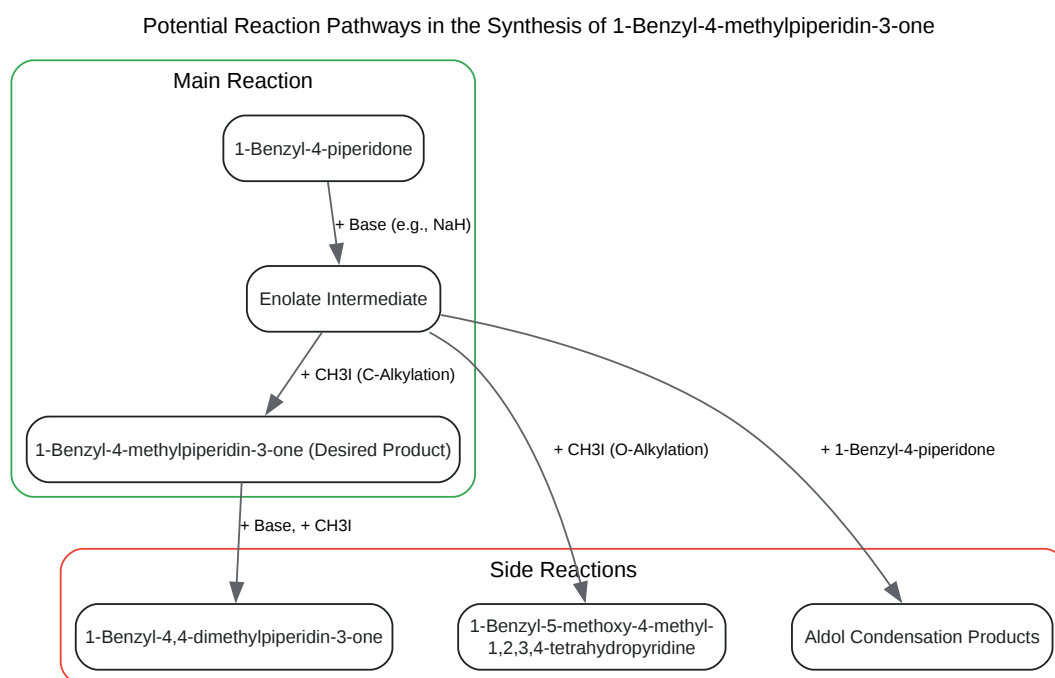 Potential Reaction Pathways in the Synthesis of 1-Benzyl-4-methylpiperidin-3-one
Main Reaction
1-Benzyl-4-piperidone
+ Base (e.g., NaH)
Enolate Intermediate
+ CH3I (C-Alkylation)
1-Benzyl-4-methylpiperidin-3-one (Desired Product)
+ CH3I (O-Alkylation)
+ 1-Benzyl-4-piperidone
+ Base, + CH3I
Side Reactions
1-Benzyl-4,4-dimethylpiperidin-3-one
1-Benzyl-5-methoxy-4-methyl-
1,2,3,4-tetrahydropyridine
Aldol Condensation Products